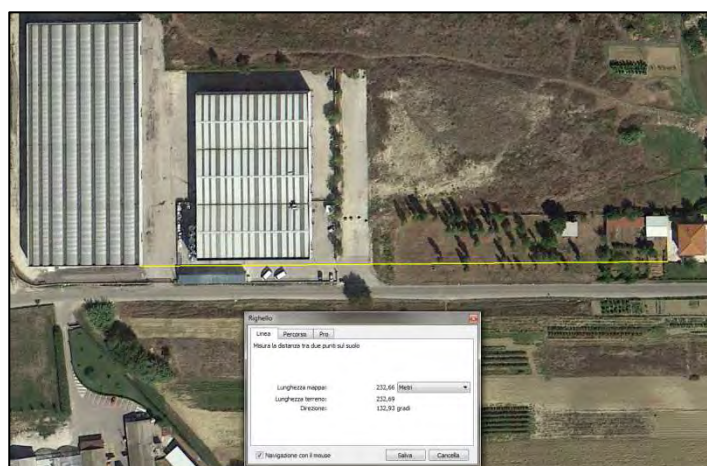 Righello
Linea Percorso Pro
Misura la distanza tra due punti sul suolo
Lunghezza mappa: 232,66 Metri
Lunghezza terreno: 232,69
Direzione: 132,93 gradi
Navigazione con il mouse Salva Cancella